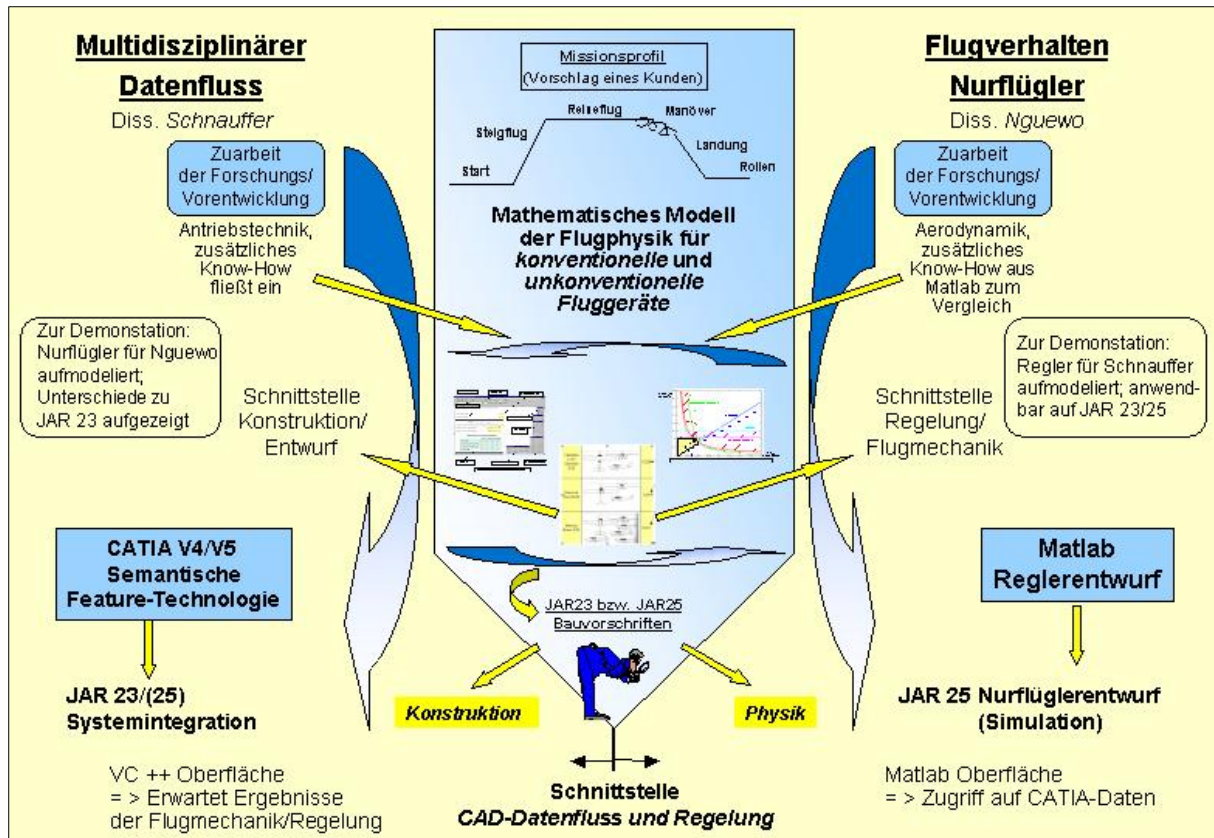 Multidisziplinärer
Datenfluss
Diss. Schnauffer
Zuarbeit
der Forschungs/
Vorentwicklung
Antriebstechnik,
zusätzliches
Know-How
fließt ein
Zur Demonstation:
Nurflügler für Nguewo
aufmodeliert;
Unterschiede zu
JAR 23 aufgezeigt
Schnittstelle
Konstruktion/
Entwurf
CATIA V4/V5
Semantische
Feature-Technologie
JAR 23/(25)
Systemintegration
VC ++ Oberfläche
= > Erwartet Ergebnisse
der Flugmechanik/Regelung
Missionsprofil
(Vorschlag eines Kunden)
Start
Steigflug
Reiseflug
Manöver
Landung
Rollen
Mathematisches Modell
der Flugphysik für
konventionelle und
unkonventionelle
Fluggeräte
JAR23 bzw. JAR25
Bauvorschriften
Konstruktion
Physik
Schnittstelle
CAD-Datenfluss und Regelung
Flugverhalten
Nurflügler
Diss. Nguewo
Zuarbeit
der Forschungs/
Vorentwicklung
Aerodynamik,
zusätzliches
Know-How aus
Matlab zum
Vergleich
Zur Demonstation:
Regler für Schnauffer
aufmodeliert; anwend-
bar auf JAR 23/25
Schnittstelle
Regelung/
Flugmechanik
Matlab
Reglerentwurf
JAR 25 Nurflüglerentwurf
(Simulation)
Matlab Oberfläche
= > Zugriff auf CATIA-Daten